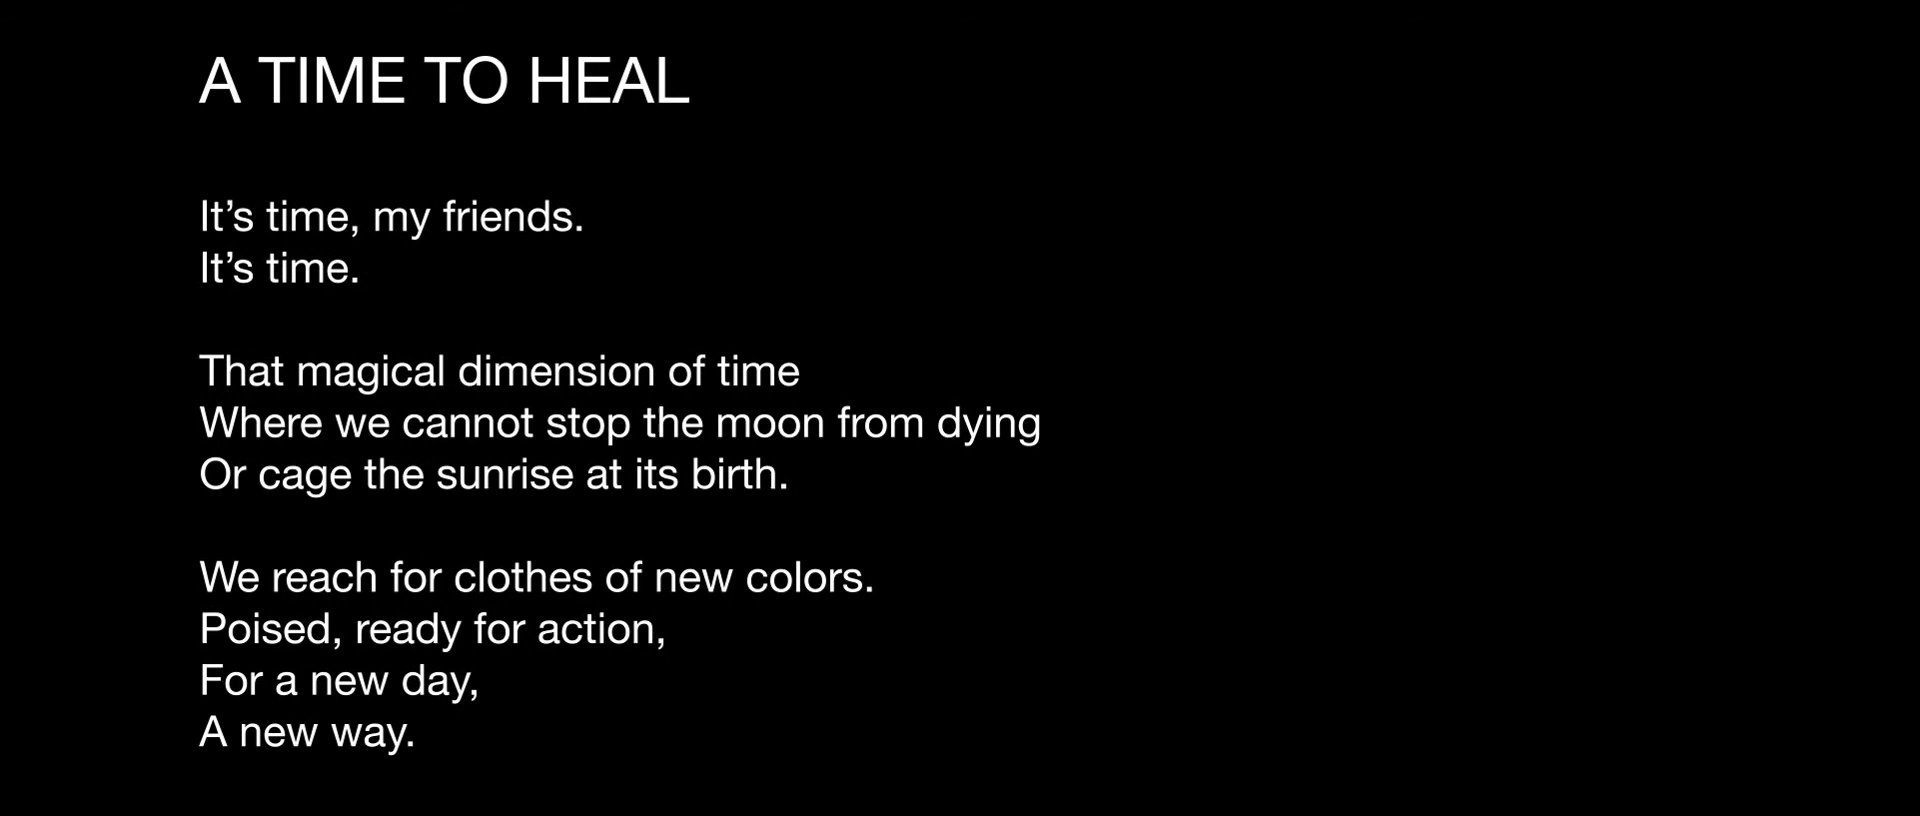 A TIME TO HEAL
It’s time, my friends.
It’s time.
That magical dimension of time
Where we cannot stop the moon from dying
Or cage the sunrise at its birth.
We reach for clothes of new colors.
Poised, ready for action,
For a new day,
A new way.